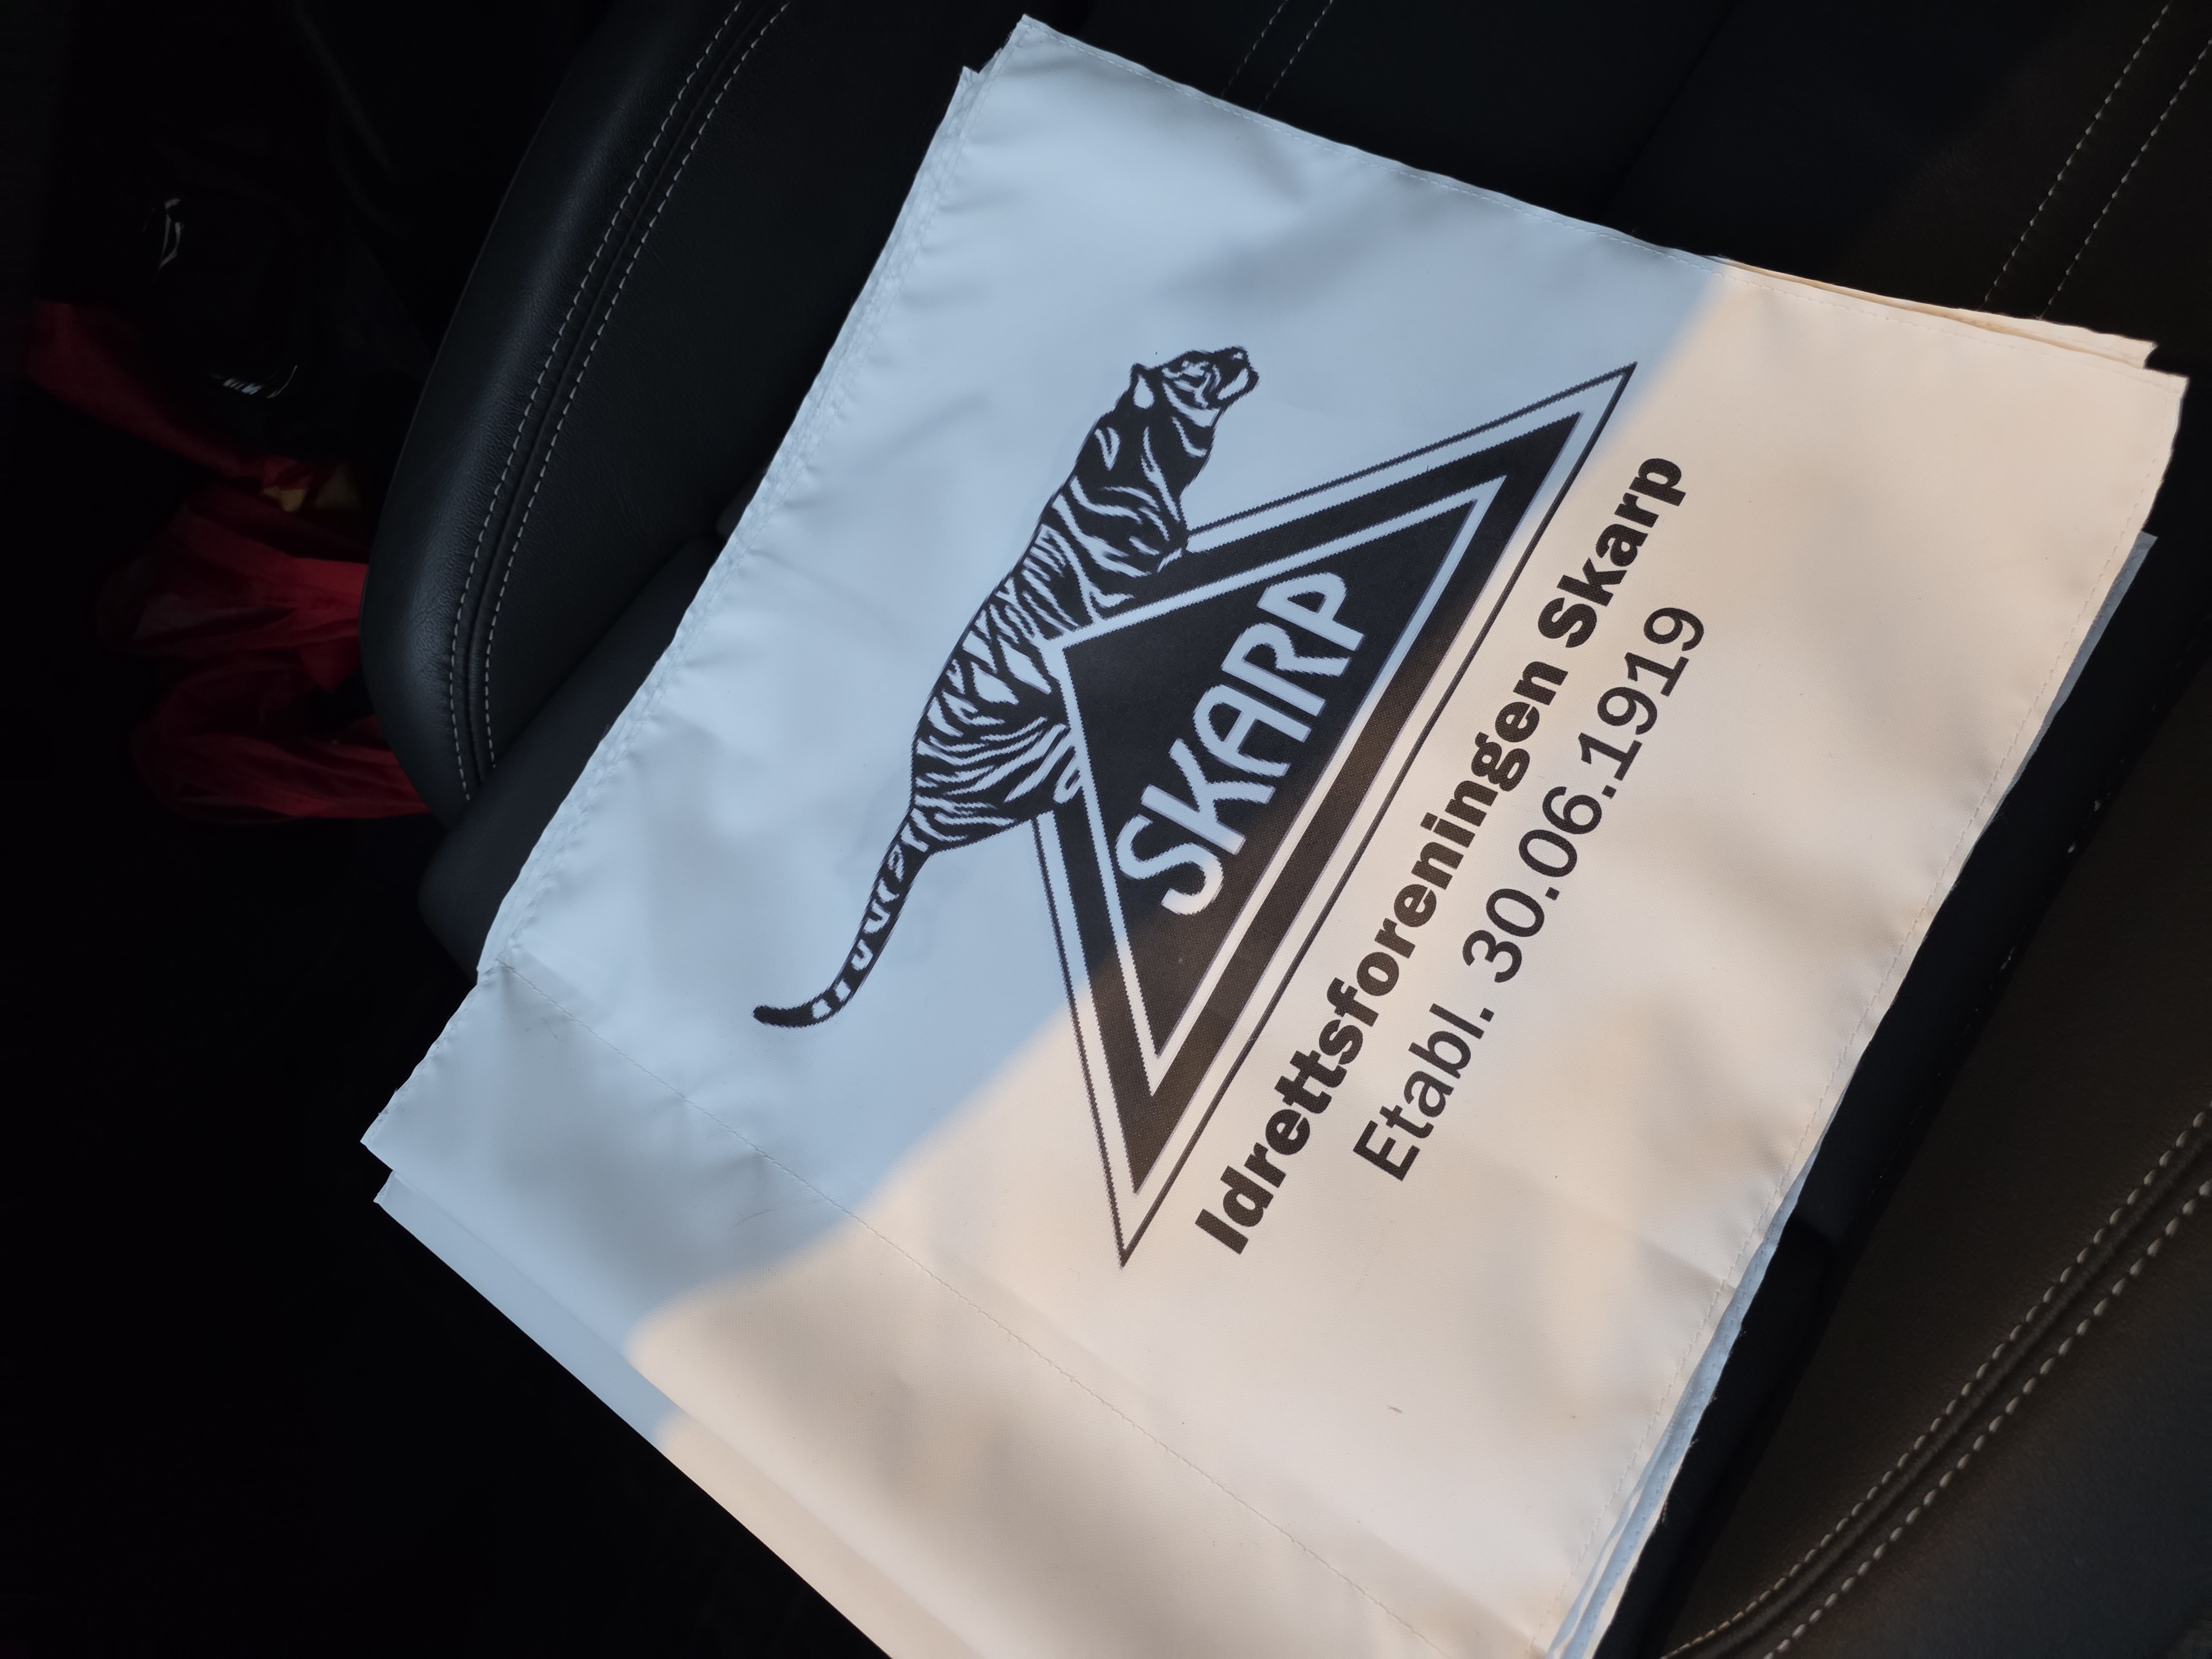 SKARP
Idrettsforeningen Skarp
Etabl. 30.06.1919